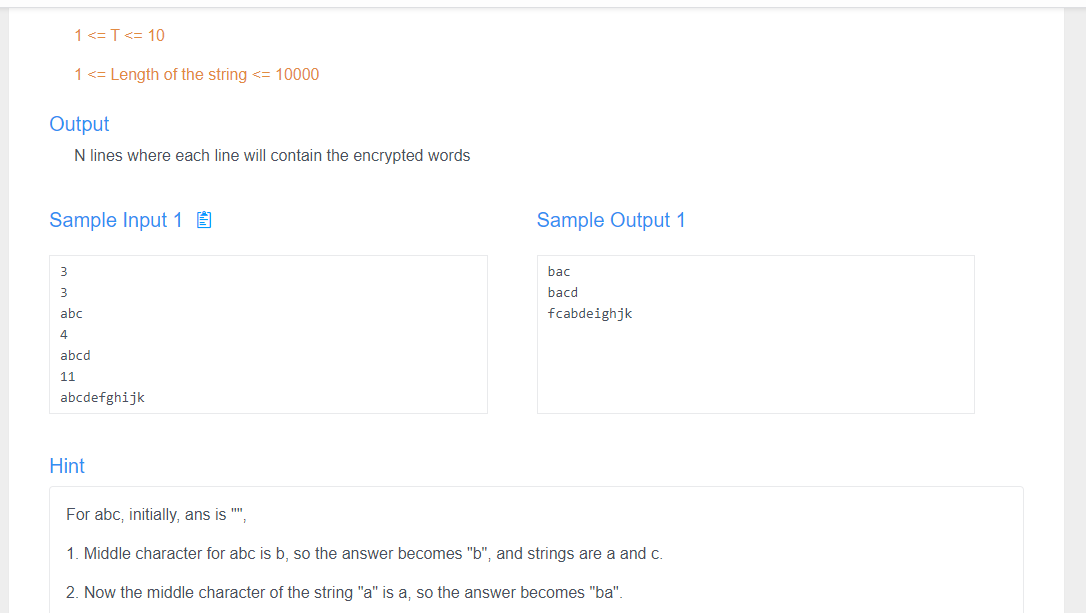 1 <= T <= 10
1 <= Length of the string <= 10000
Output
N lines where each line will contain the encrypted words
Sample Input 1
3
3
abc
4
abcd
11
abcdefghijk
Sample Output 1
bac
bacd
fcabdeighjk
Hint
For abc, initially, ans is "",
1. Middle character for abc is b, so the answer becomes "b", and strings are a and c.
2. Now the middle character of the string "a" is a, so the answer becomes "ba".